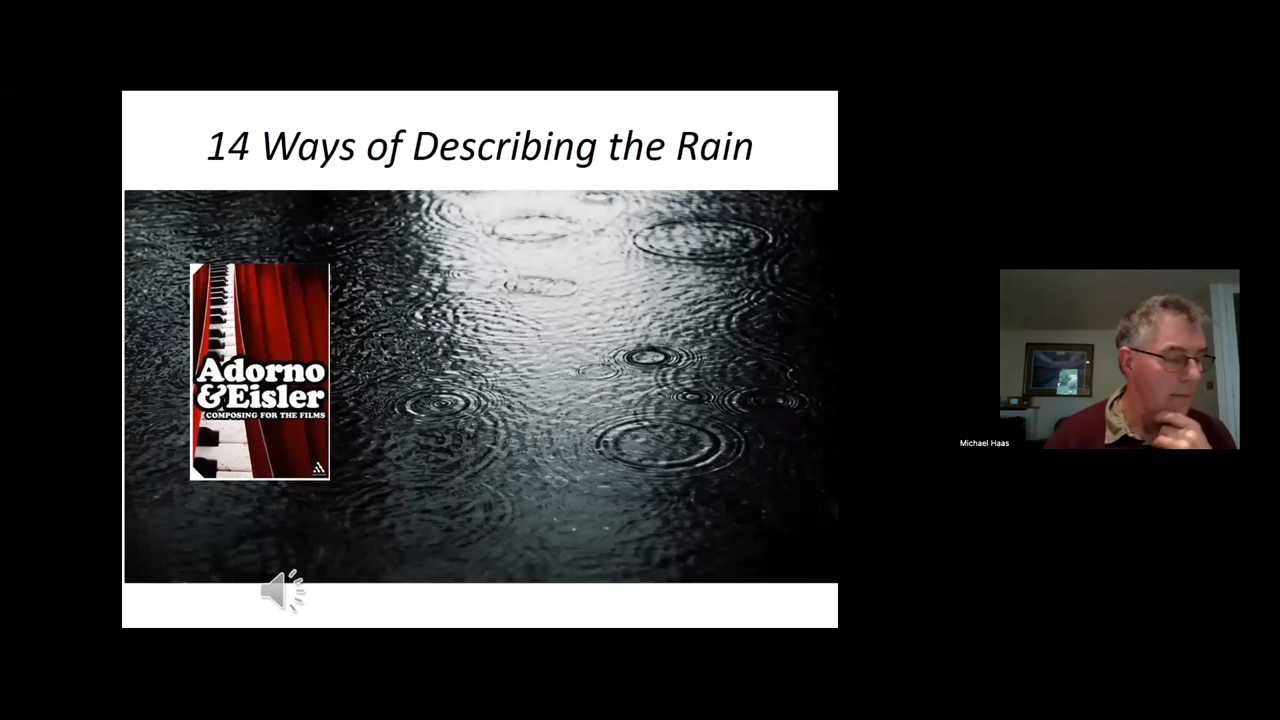 14 Ways of Describing the Rain
Adorno
&Eisler
COMPOSING FOR THE FILMS
Michael Haas